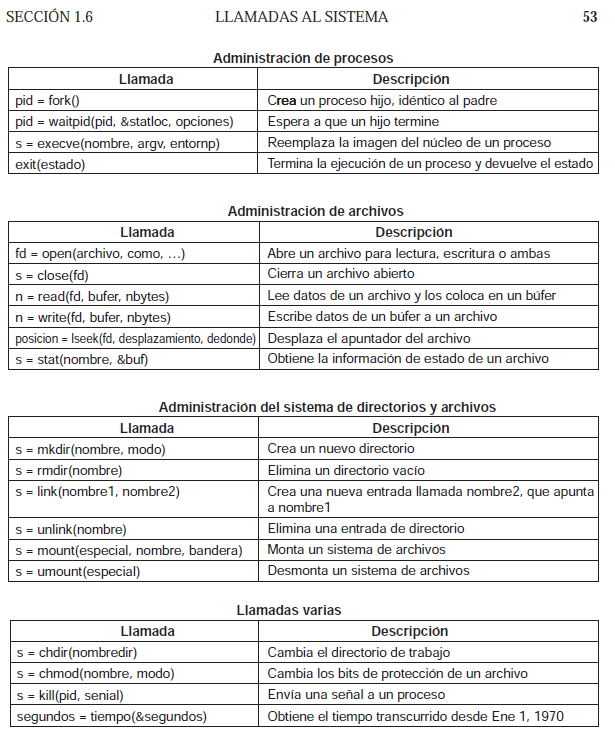 SECCIÓN 1.6 LLAMADAS AL SISTEMA 53
Administración de procesos
Llamada Descripción
pid = fork() Crea un proceso hijo, idéntico al padre
pid = waitpid(pid, &statloc, opciones) Espera a que un hijo termine
s = execve(nombre, argv, entornp) Reemplaza la imagen del núcleo de un proceso
exit(estado) Termina la ejecución de un proceso y devuelve el estado
Administración de archivos
Llamada Descripción
fd = open(archivo, como, …) Abre un archivo para lectura, escritura o ambas
s = close(fd) Cierra un archivo abierto
n = read(fd, bufer, nbytes) Lee datos de un archivo y los coloca en un búfer
n = write(fd, bufer, nbytes) Escribe datos de un búfer a un archivo
posicion = lseek(fd, desplazamiento, dedonde) Desplaza el apuntador del archivo
s = stat(nombre, &buf) Obtiene la información de estado de un archivo
Administración del sistema de directorios y archivos
Llamada Descripción
s = mkdir(nombre, modo) Crea un nuevo directorio
s = rmdir(nombre) Elimina un directorio vacío
s = link(nombre1, nombre2) Crea una nueva entrada llamada nombre2, que apunta
a nombre1
s = unlink(nombre) Elimina una entrada de directorio
s = mount(especial, nombre, bandera) Monta un sistema de archivos
s = umount(especial) Desmonta un sistema de archivos
Llamadas varias
Llamada Descripción
s = chdir(nombredir) Cambia el directorio de trabajo
s = chmod(nombre, modo) Cambia los bits de protección de un archivo
s = kill(pid, senial) Envía una señal a un proceso
segundos = tiempo(&segundos) Obtiene el tiempo transcurrido desde Ene 1, 1970